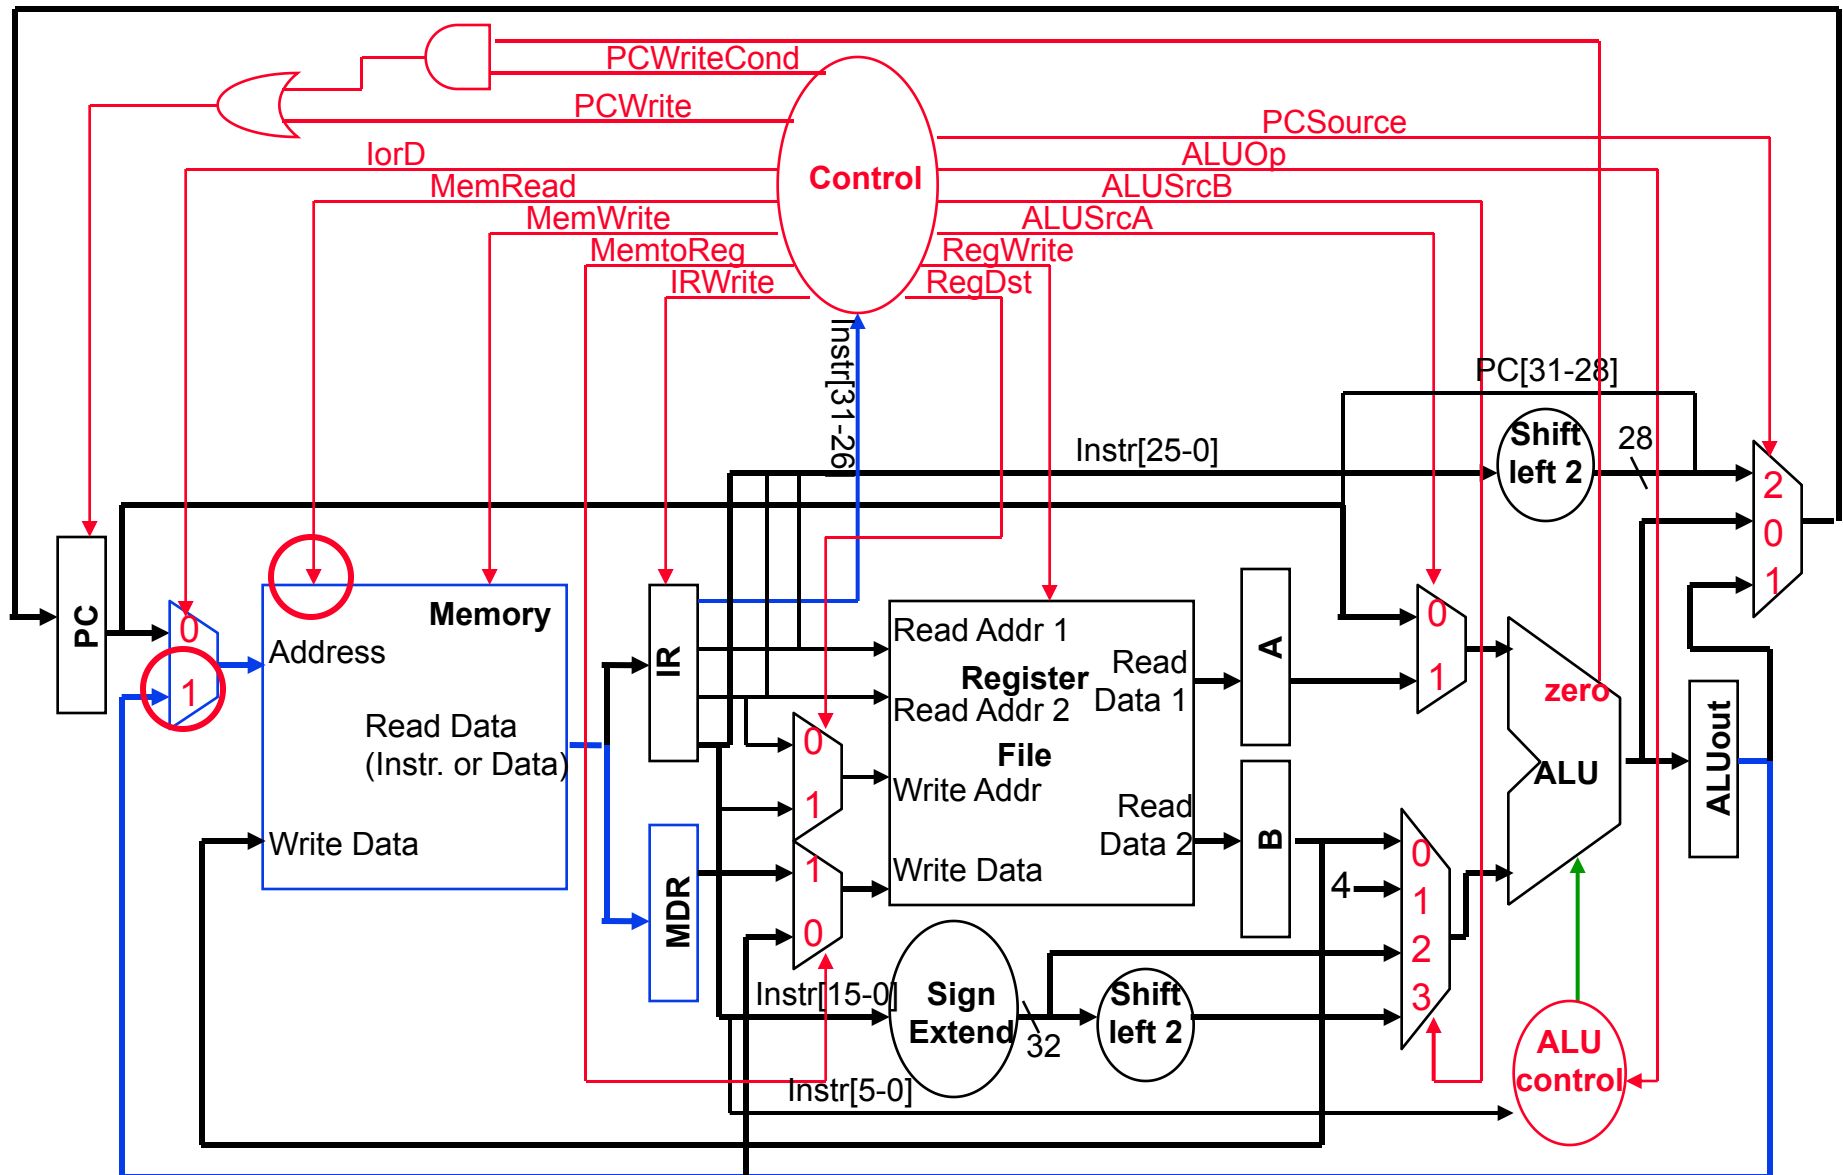 PCWriteCond
PCWrite
PCSource
IorD
ALUOp
Control
MemRead
ALUSrcB
MemWrite
ALUSrcA
MemtoReg
RegWrite
IRWrite
RegDst
Instr[31-26]
PC[31-28]
Instr[25-0]
Shift
left 2
28
2
0
1
PC
0
1
Memory
Address
Read Data
(Instr. or Data)
Write Data
IR
MDR
Read Addr 1
Register
Read Addr 2
File
Write Addr
Write Data
Read
Data 1
Read
Data 2
0
1
1
0
A
B
0
1
4
0
1
2
3
zero
ALU
ALUout
Instr[15-0]
Sign
Extend
32
Shift
left 2
ALU
control
Instr[5-0]